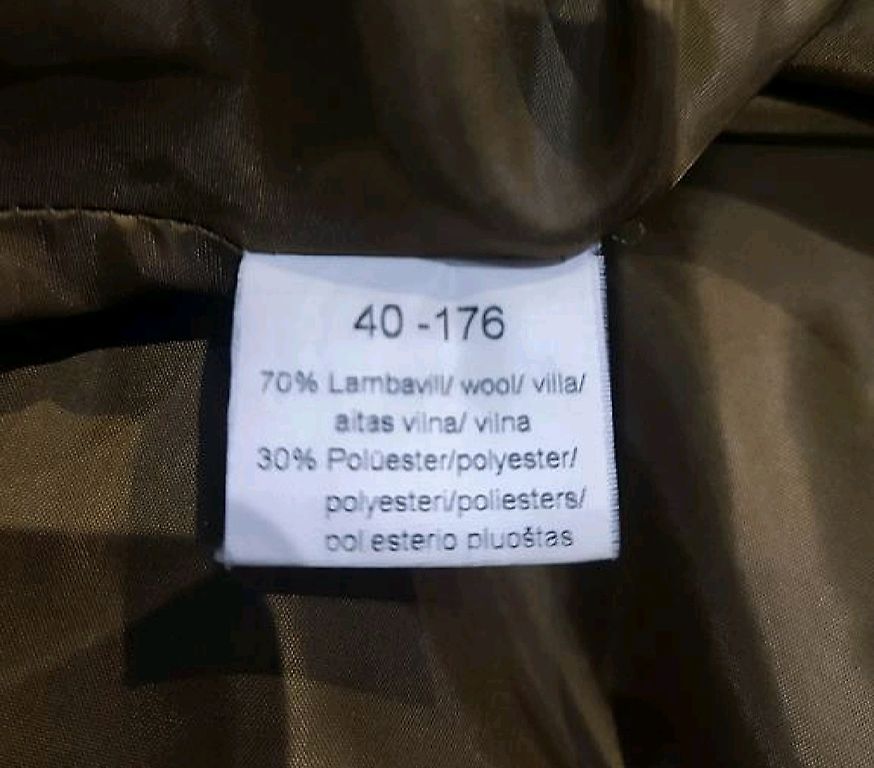 40 -176
70% Lambavill/ wool/ villa/
aitas vilna/ vilna
30% Polüester/polyester/
polyesteri/poliesters/
poliesterio pluoštas